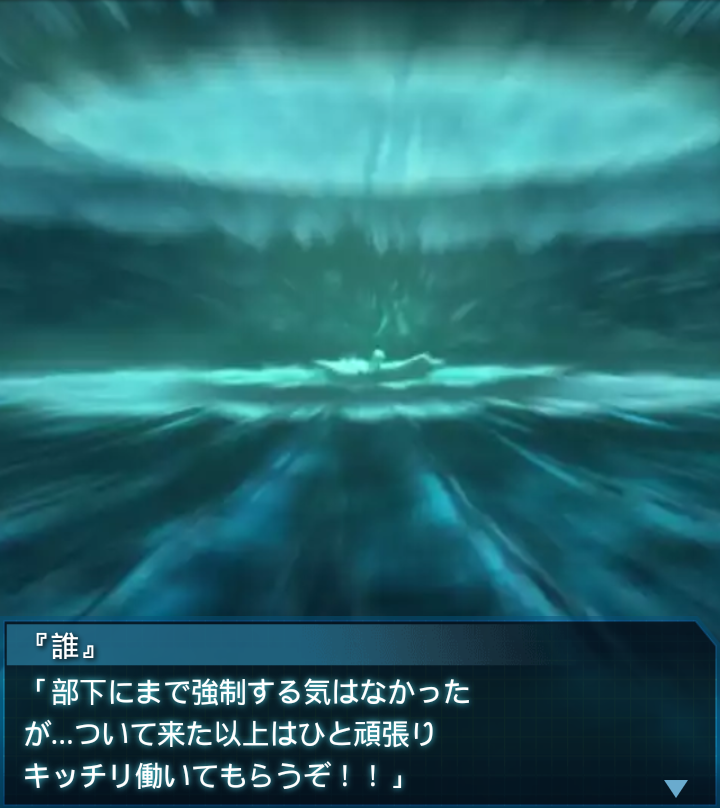 『誰』
「部下にまで強制する気はなかった
が…ついて来た以上はひと頑張り
キッチリ働いてもらうぞ！！」